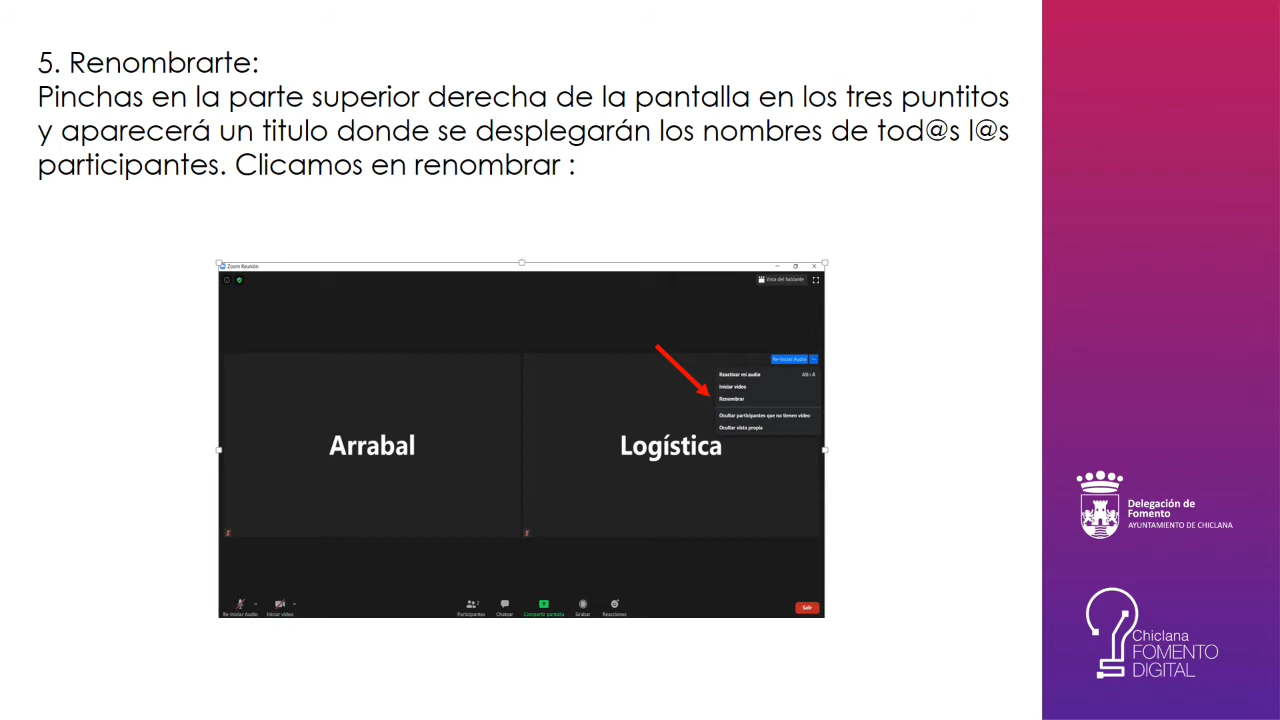 5. Renombrarte:
Pinchas en la parte superior derecha de la pantalla en los tres puntitos
y aparecerá un titulo donde se desplegarán los nombres de tod@s l@s
participantes. Clicamos en renombrar :
Zoom Reunión
Vista del hablante
Re-iniciar Audio ...
Reactivar mi audio Alt+A
Iniciar video
Renombrar
Ocultar participantes que no tienen video
Ocultar vista propia
Arrabal
Logística
Re-iniciar Audio
Iniciar video
Participantes
2
Chatear
Compartir pantalla
Grabar
Reacciones
Salir
Delegación de
Fomento
AYUNTAMIENTO DE CHICLANA
Chiclana
FOMENTO
DIGITAL